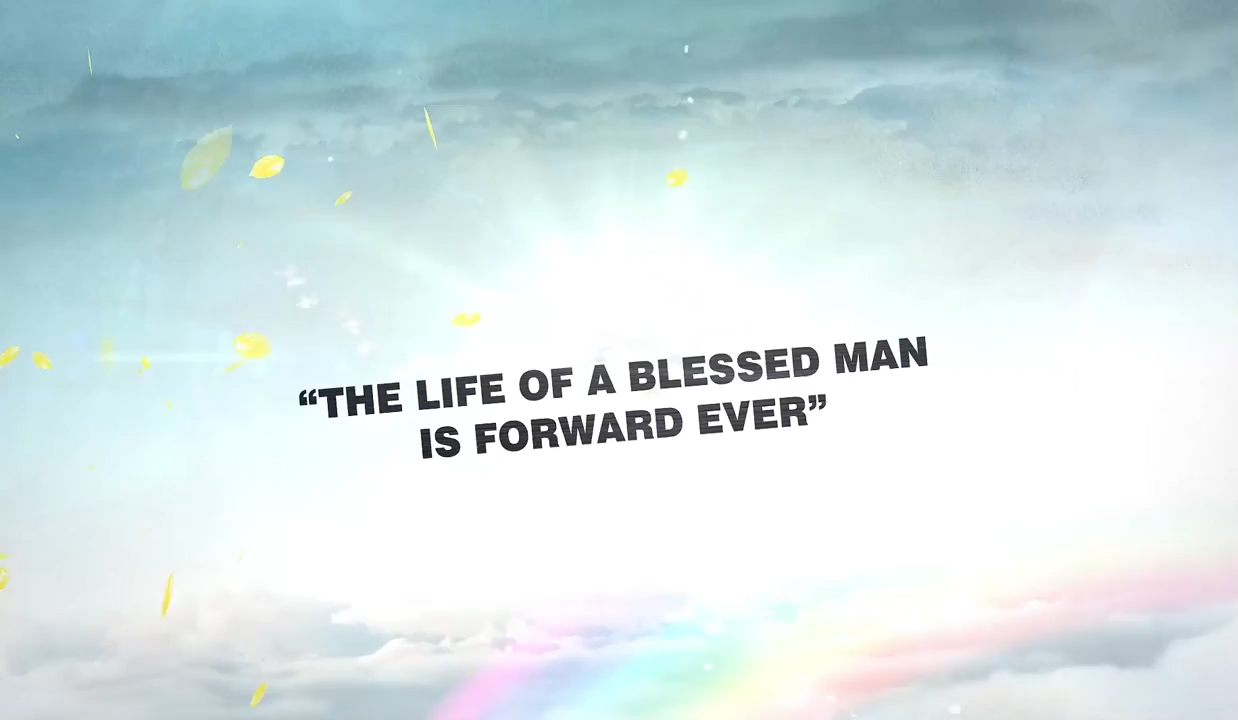 “THE LIFE OF A BLESSED MAN
IS FORWARD EVER”